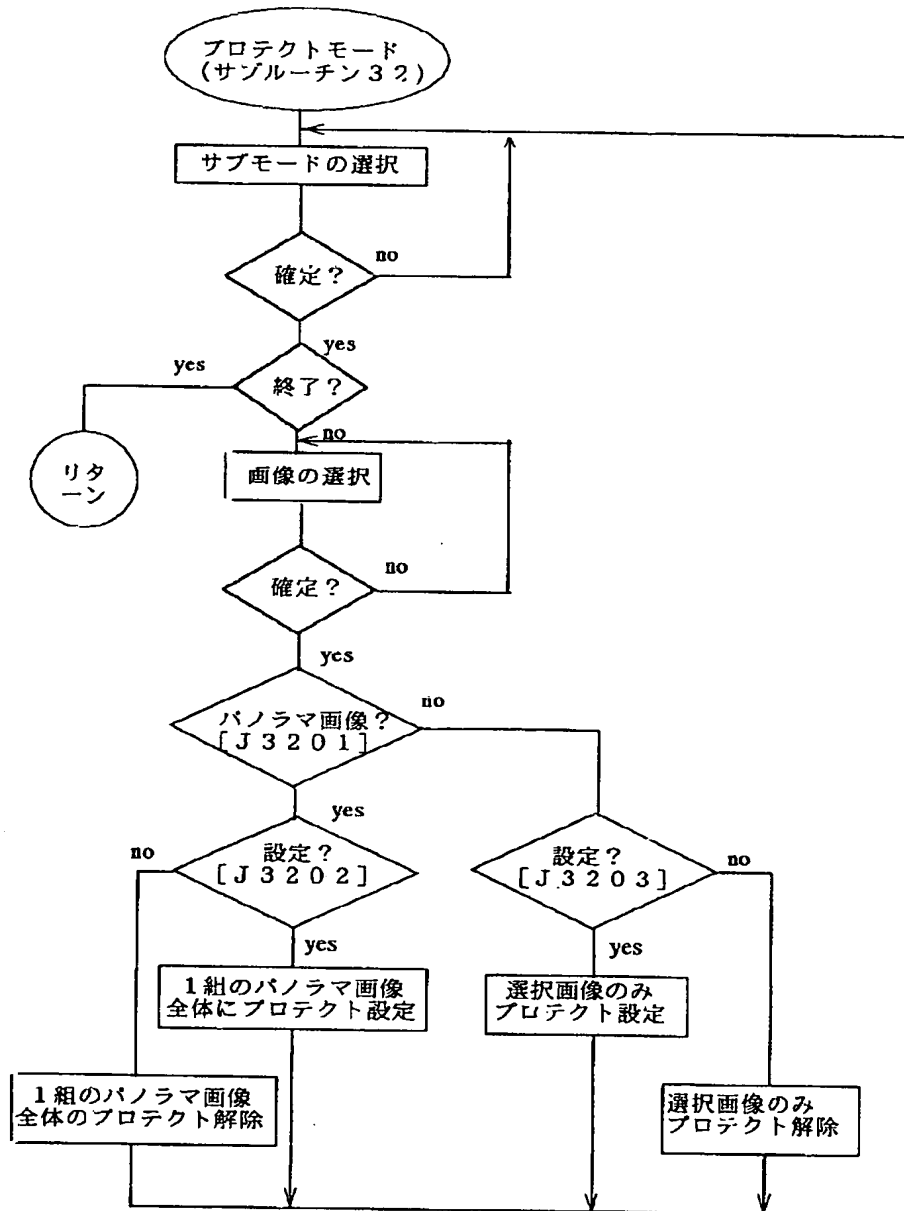 プロテクトモード
(サブルーチン32)
サブモードの選択
no
確定?
yes
yes
終了?
no
リタ
ーン
画像の選択
no
確定?
yes
no
パノラマ画像?
[J3201]
yes
no
設定?
[J3202]
設定?
[J3203]
no
yes
yes
1組のパノラマ画像
全体にプロテクト設定
選択画像のみ
プロテクト設定
1組のパノラマ画像
全体のプロテクト解除
選択画像のみ
プロテクト解除